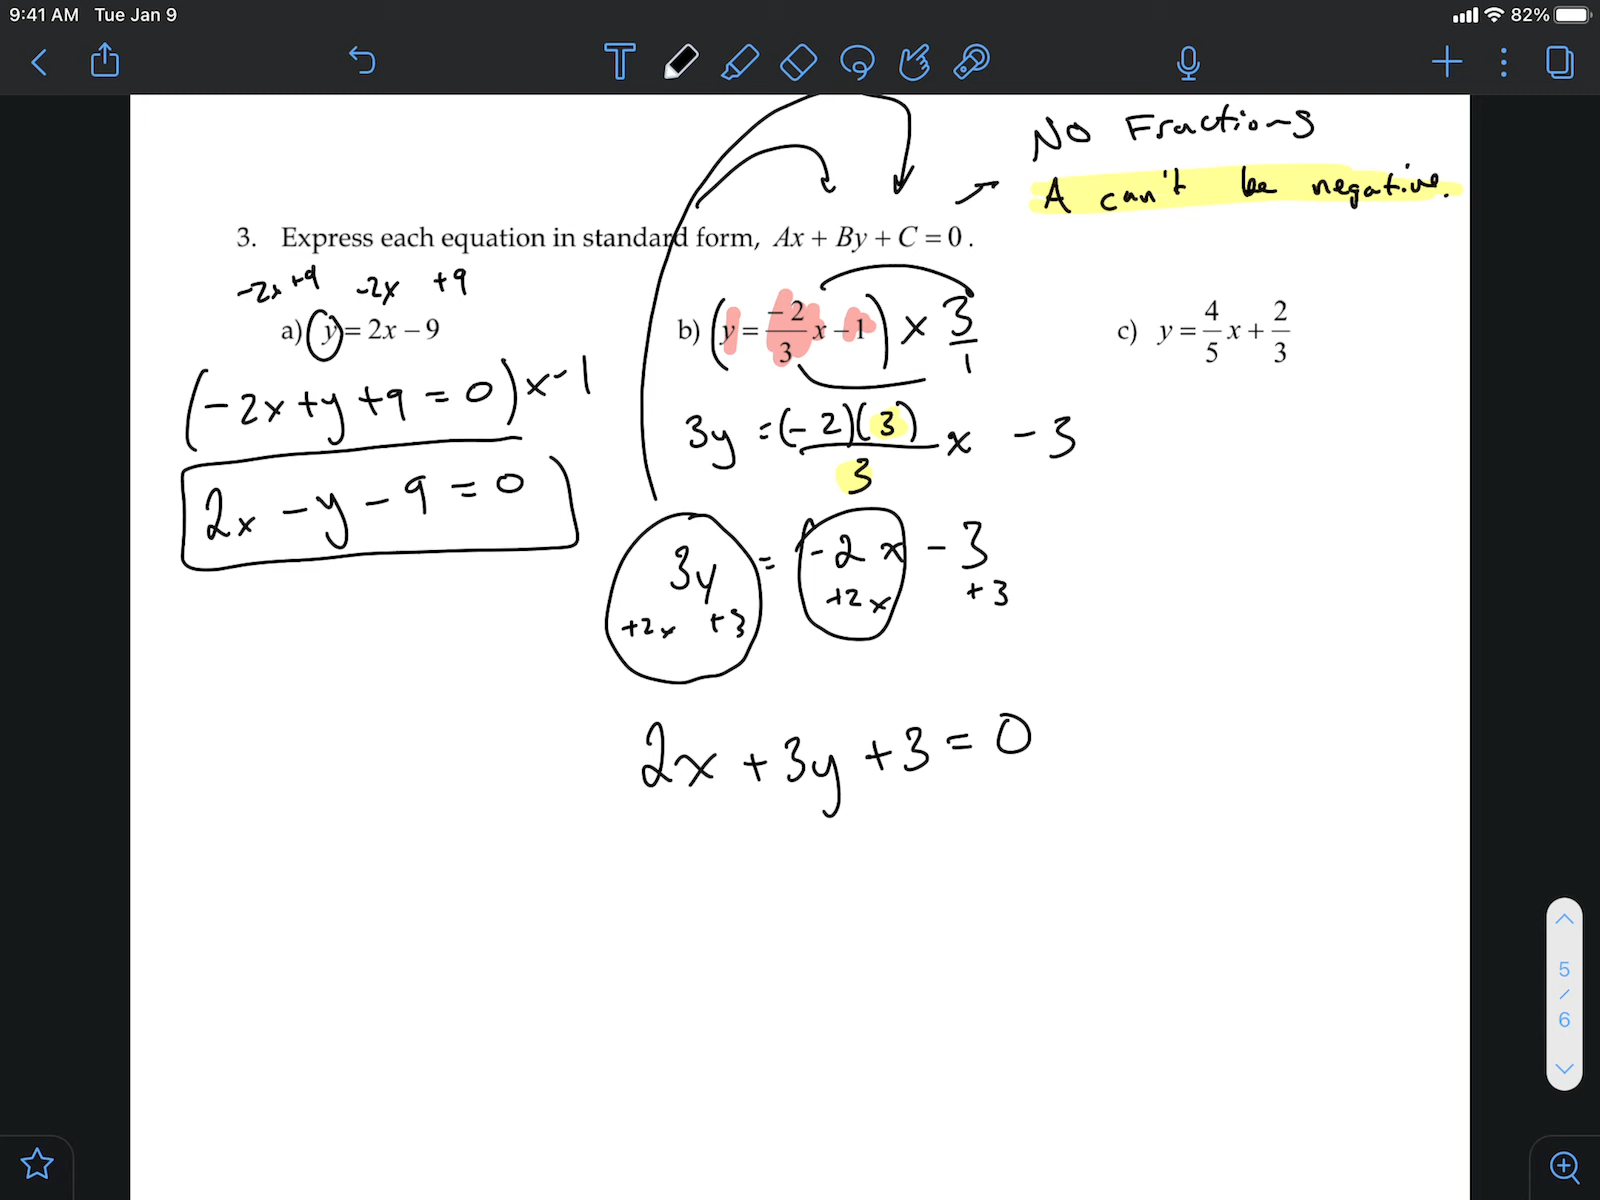 9:41 AM Tue Jan 9
82%
No Fractions
A can't be negative.
3. Express each equation in standard form, Ax + By + C = 0.
-2x +9 -2x +9
a) y = 2x − 9
(-2x + y + 9 = 0) x -1
2x - y - 9 = 0
b) (y = -2/3 x − 1) x 3/1
3y = (-2)(3)/3 x - 3
3y = -2x - 3
+2x +3 +2x +3
2x + 3y + 3 = 0
c) y = 4/5 x + 2/3
5
/
6